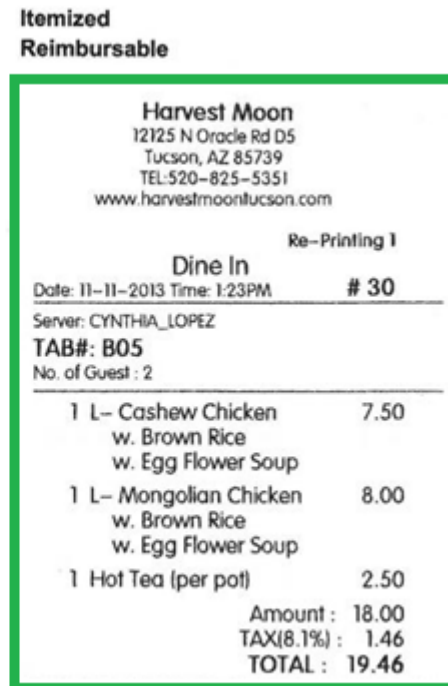 Itemized
Reimbursable
Harvest Moon
12125 N Oracle Rd D5
Tucson, AZ 85739
TEL:520-825-5351
www.harvestmoontucson.com
Re-Printing 1
Dine In
Date: 11-11-2013 Time: 1:23PM # 30
Server: CYNTHIA_LOPEZ
TAB#: B05
No. of Guest : 2
1 L- Cashew Chicken 7.50
w. Brown Rice
w. Egg Flower Soup
1 L- Mongolian Chicken 8.00
w. Brown Rice
w. Egg Flower Soup
1 Hot Tea (per pot) 2.50
Amount : 18.00
TAX(8.1%) : 1.46
TOTAL : 19.46